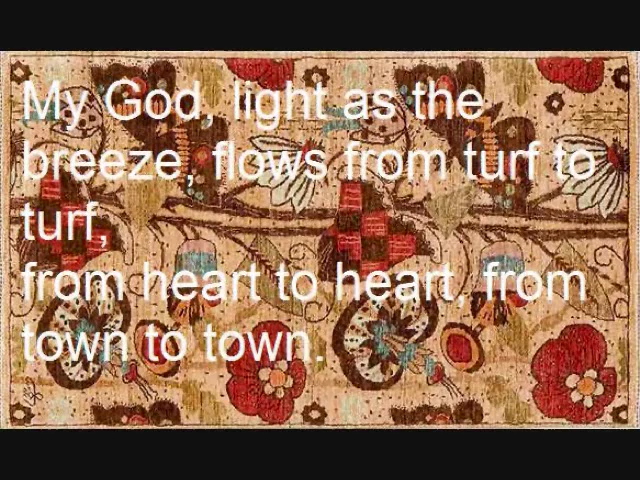 My God, light as the
breeze, flows from turf to
turf,
from heart to heart, from
town to town.